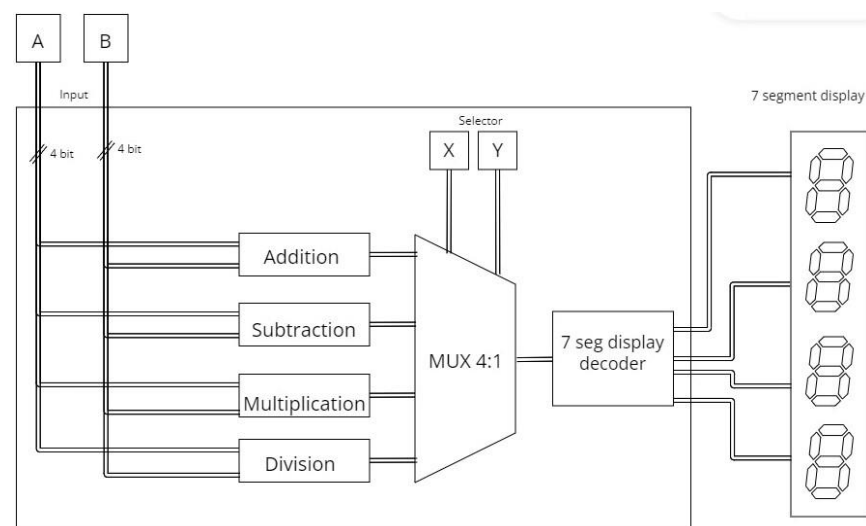 A
B
Input
7 segment display
Selector
4 bit
4 bit
X
Y
Addition
Subtraction
Multiplication
Division
MUX 4:1
7 seg display
decoder